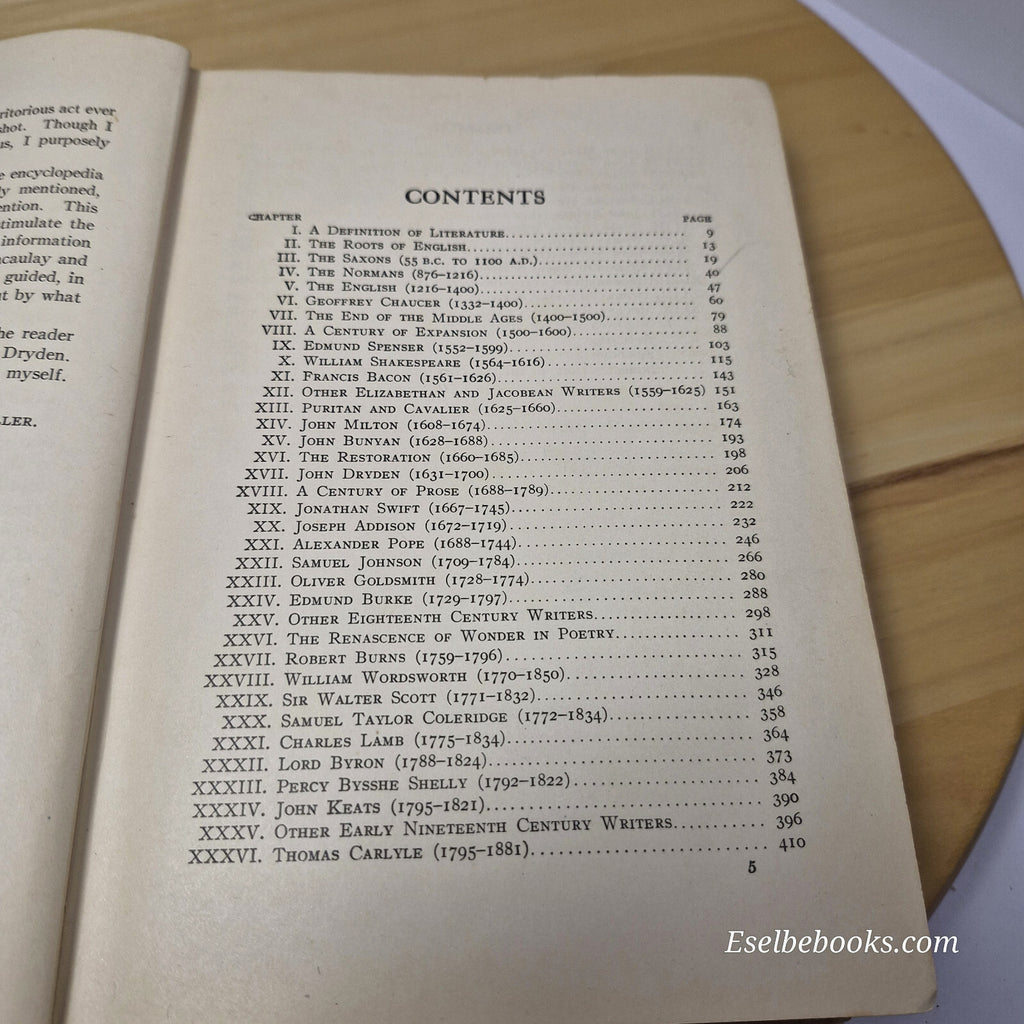 ritorious act ever
shot. Though I
us, I purposely
encyclopedia
mentioned,
ention. This
timulate the
information
caulay and
guided, in
t by what
he reader
Dryden.
myself.
LLER.
CONTENTS
CHAPTER PAGE
I. A Definition of Literature........ 9
II. The Roots of English........ 13
III. The Saxons (55 B.C. to 1100 A.D.)........ 19
IV. The Normans (876–1216)........ 40
V. The English (1216–1400)........ 47
VI. Geoffrey Chaucer (1332–1400)........ 60
VII. The End of the Middle Ages (1400–1500)........ 79
VIII. A Century of Expansion (1500–1600)........ 88
IX. Edmund Spenser (1552–1599)........ 103
X. William Shakespeare (1564–1616)........ 115
XI. Francis Bacon (1561–1626)........ 143
XII. Other Elizabethan and Jacobean Writers (1559–1625) 151
XIII. Puritan and Cavalier (1625–1660)........ 163
XIV. John Milton (1608–1674)........ 174
XV. John Bunyan (1628–1688)........ 193
XVI. The Restoration (1660–1685)........ 198
XVII. John Dryden (1631–1700)........ 206
XVIII. A Century of Prose (1688–1789)........ 212
XIX. Jonathan Swift (1667–1745)........ 222
XX. Joseph Addison (1672–1719)........ 232
XXI. Alexander Pope (1688–1744)........ 246
XXII. Samuel Johnson (1709–1784)........ 266
XXIII. Oliver Goldsmith (1728–1774)........ 280
XXIV. Edmund Burke (1729–1797)........ 288
XXV. Other Eighteenth Century Writers........ 298
XXVI. The Renascence of Wonder in Poetry........ 311
XXVII. Robert Burns (1759–1796)........ 315
XXVIII. William Wordsworth (1770–1850)........ 328
XXIX. Sir Walter Scott (1771–1832)........ 346
XXX. Samuel Taylor Coleridge (1772–1834)........ 358
XXXI. Charles Lamb (1775–1834)........ 364
XXXII. Lord Byron (1788–1824)........ 373
XXXIII. Percy Bysshe Shelly (1792–1822)........ 384
XXXIV. John Keats (1795–1821)........ 390
XXXV. Other Early Nineteenth Century Writers........ 396
XXXVI. Thomas Carlyle (1795–1881)........ 410
5
Eselbebooks.com